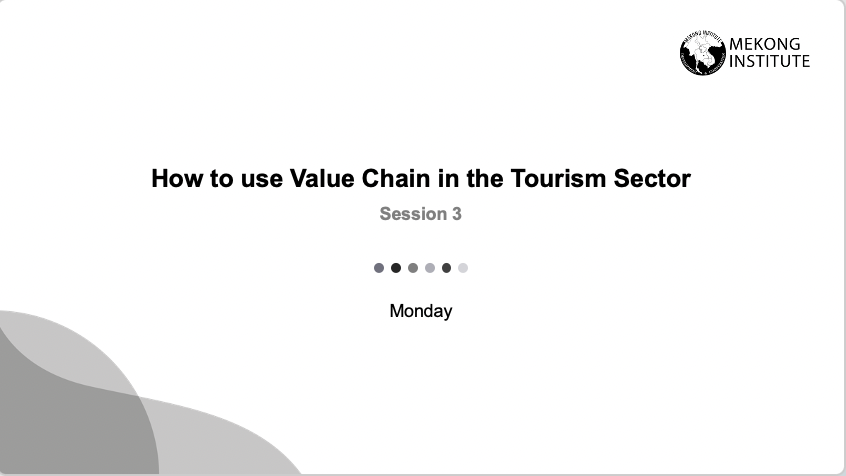 MEKONG
INSTITUTE
How to use Value Chain in the Tourism Sector
Session 3
Monday